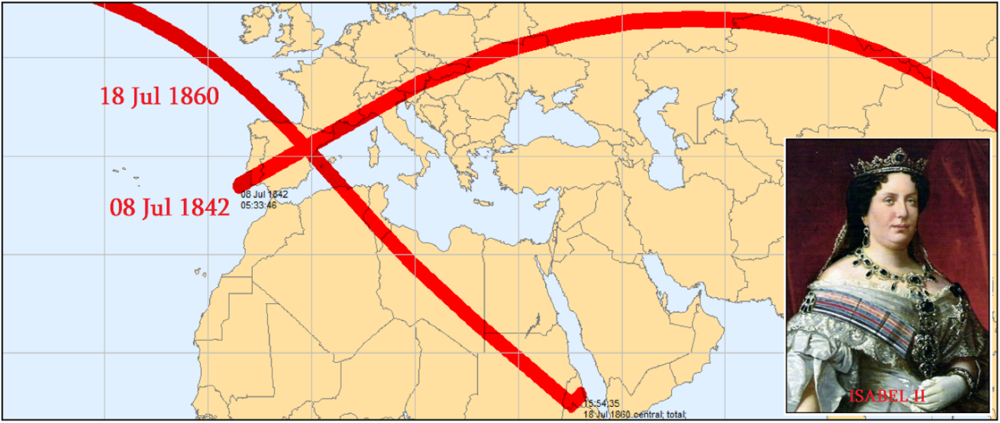 18 Jul 1860
08 Jul 1842
05:33:46
08 Jul 1842
ISABEL II
15:54:35
18 Jul 1860 central; total;